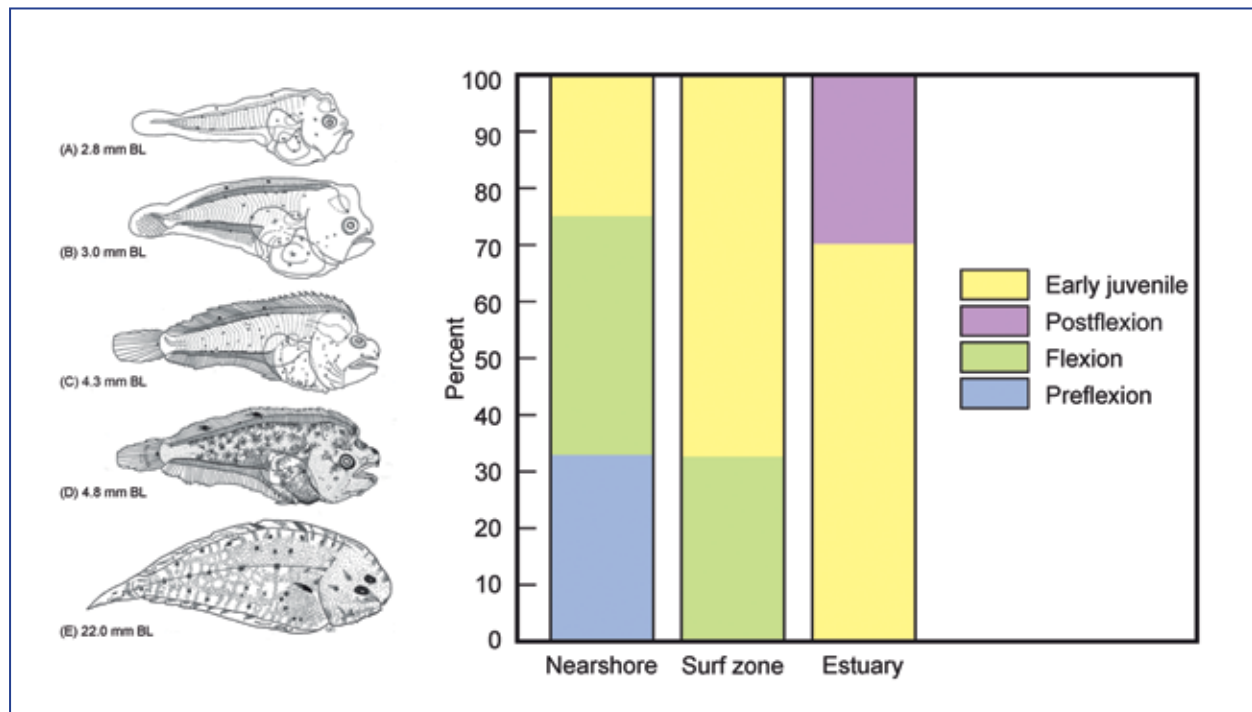 (A) 2.8 mm BL
(B) 3.0 mm BL
(C) 4.3 mm BL
(D) 4.8 mm BL
(E) 22.0 mm BL
Percent
100
90
80
70
60
50
40
30
20
10
0
Nearshore
Surf zone
Estuary
Early juvenile
Postflexion
Flexion
Preflexion